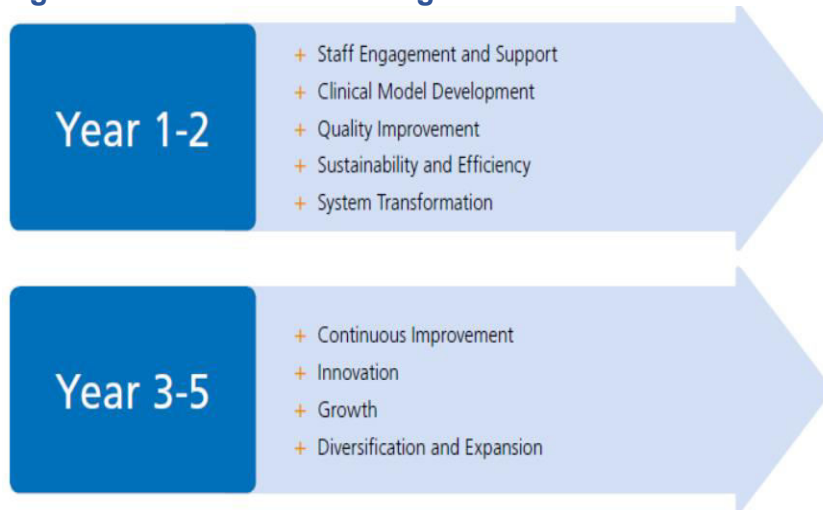 Year 1-2
+ Staff Engagement and Support
+ Clinical Model Development
+ Quality Improvement
+ Sustainability and Efficiency
+ System Transformation
Year 3-5
+ Continuous Improvement
+ Innovation
+ Growth
+ Diversification and Expansion